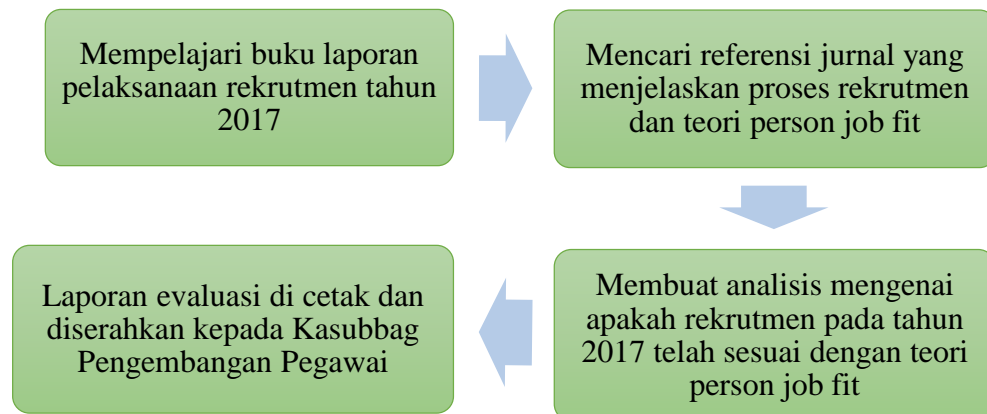 Mempelajari buku laporan
pelaksanaan rekrutmen tahun
2017
Mencari referensi jurnal yang
menjelaskan proses rekrutmen
dan teori person job fit
Membuat analisis mengenai
apakah rekrutmen pada tahun
2017 telah sesuai dengan teori
person job fit
Laporan evaluasi di cetak dan
diserahkan kepada Kasubbag
Pengembangan Pegawai